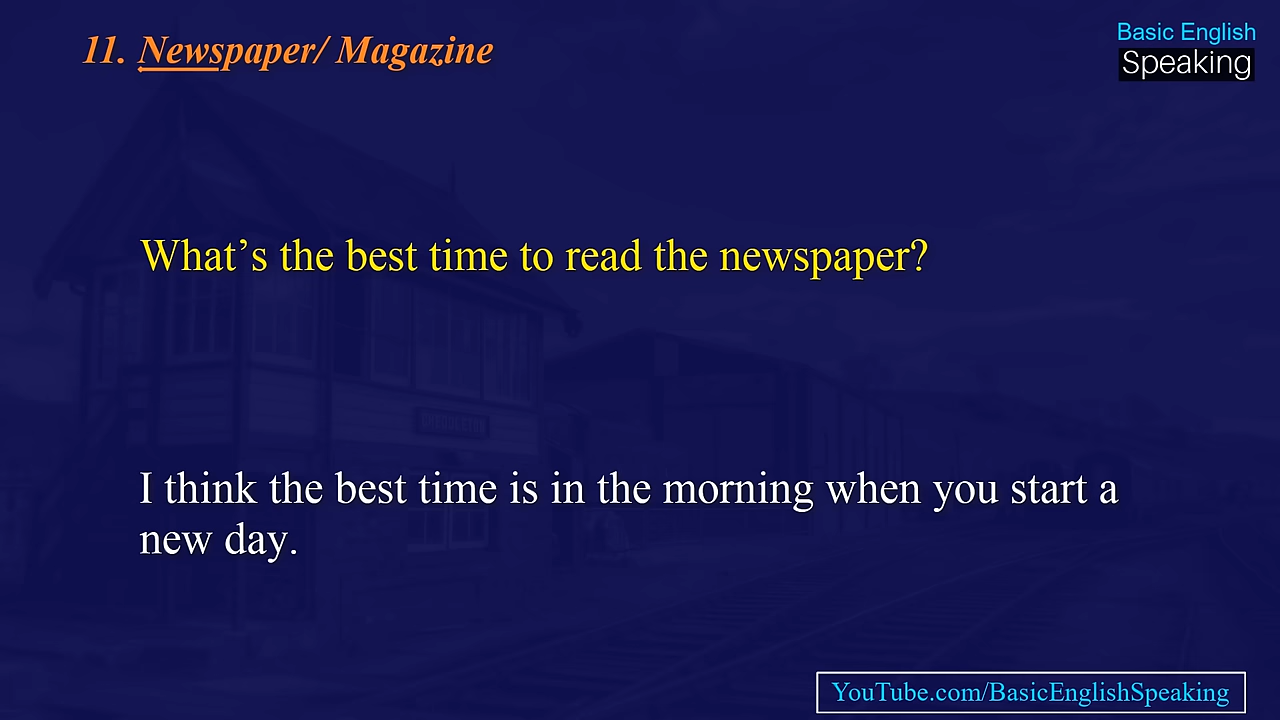 11. Newspaper/ Magazine
Basic English
Speaking
What’s the best time to read the newspaper?
I think the best time is in the morning when you start a
new day.
YouTube.com/BasicEnglishSpeaking